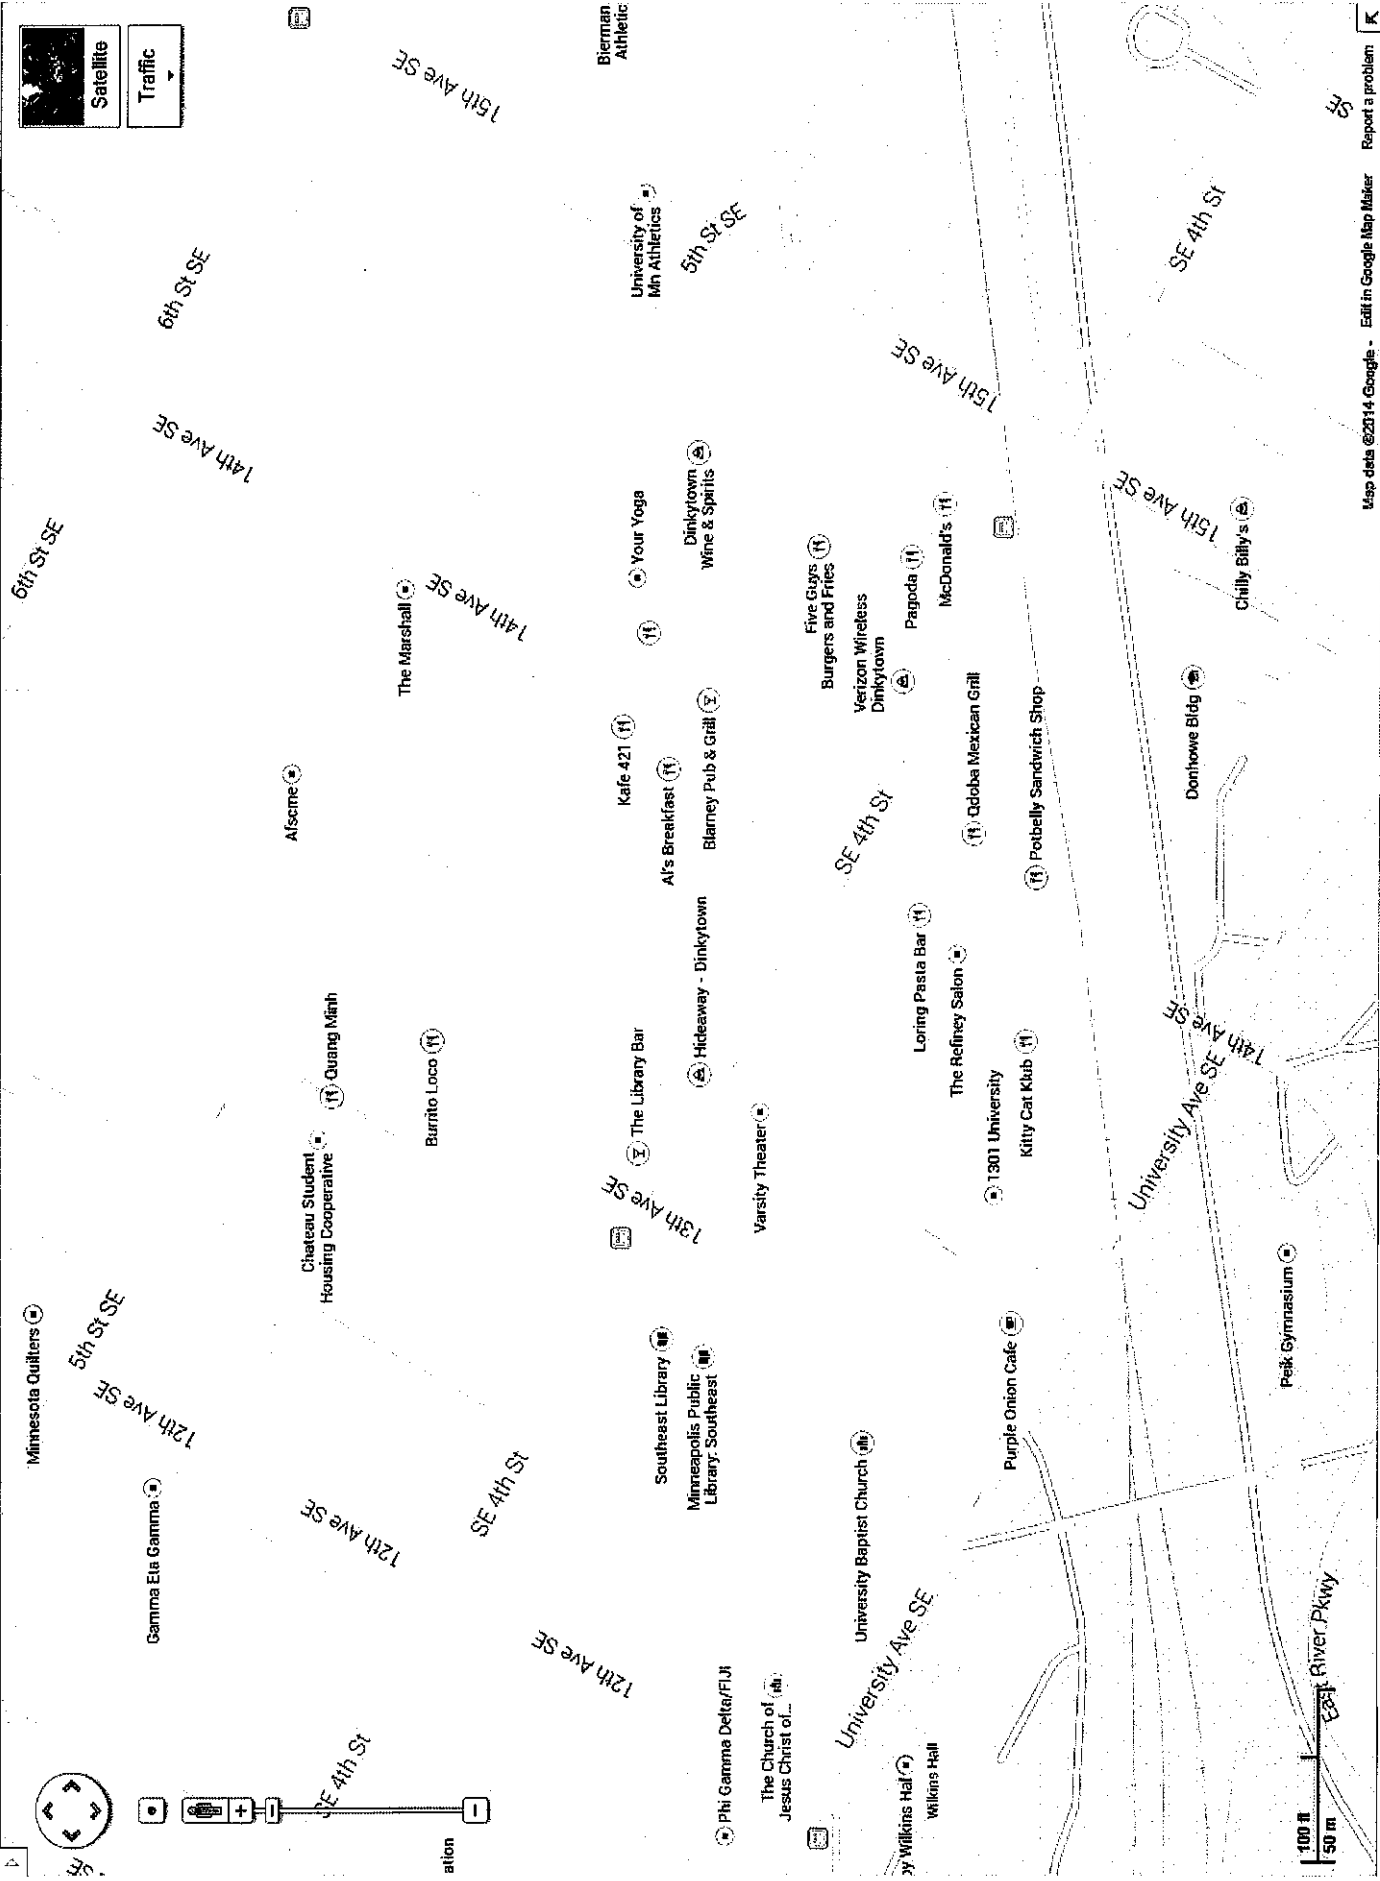 Satellite
Traffic
15th Ave SE
Bierman
Athletic
6th St SE
14th Ave SE
6th St SE
University of
Mn Athletics
5th St SE
15th Ave SE
SE 4th St
SE
The Marshall
14th Ave SE
Your Yoga
Dinkytown
Wine & Spirits
Five Guys
Burgers and Fries
Verizon Wireless
Dinkytown
Pagoda
McDonald's
15th Ave SE
Chilly Billy's
Afscme
Kafe 421
Al's Breakfast
Blarney Pub & Grill
SE 4th St
Qdoba Mexican Grill
Potbelly Sandwich Shop
Donhowe Bldg
Quang Minh
Chateau Student
Housing Cooperative
Burrito Loco
The Library Bar
Hideaway - Dinkytown
13th Ave SE
Varsity Theater
Loring Pasta Bar
The Refiney Salon
1301 University
Kitty Cat Klub
14th Ave SE
University Ave SE
Minnesota Quilters
5th St SE
12th Ave SE
Gamma Eta Gamma
12th Ave SE
SE 4th St
Southeast Library
Minneapolis Public
Library: Southeast
University Baptist Church
Purple Onion Cafe
Peik Gymnasium
12th Ave SE
SE 4th St
SE
ation
Phi Gamma Delta/FIJI
The Church of
Jesus Christ of...
University Ave SE
oy Wilkins Hal
Wilkins Hall
East River Pkwy
100 ft
50 m
Map data ©2014 Google - Edit in Google Map Maker Report a problem